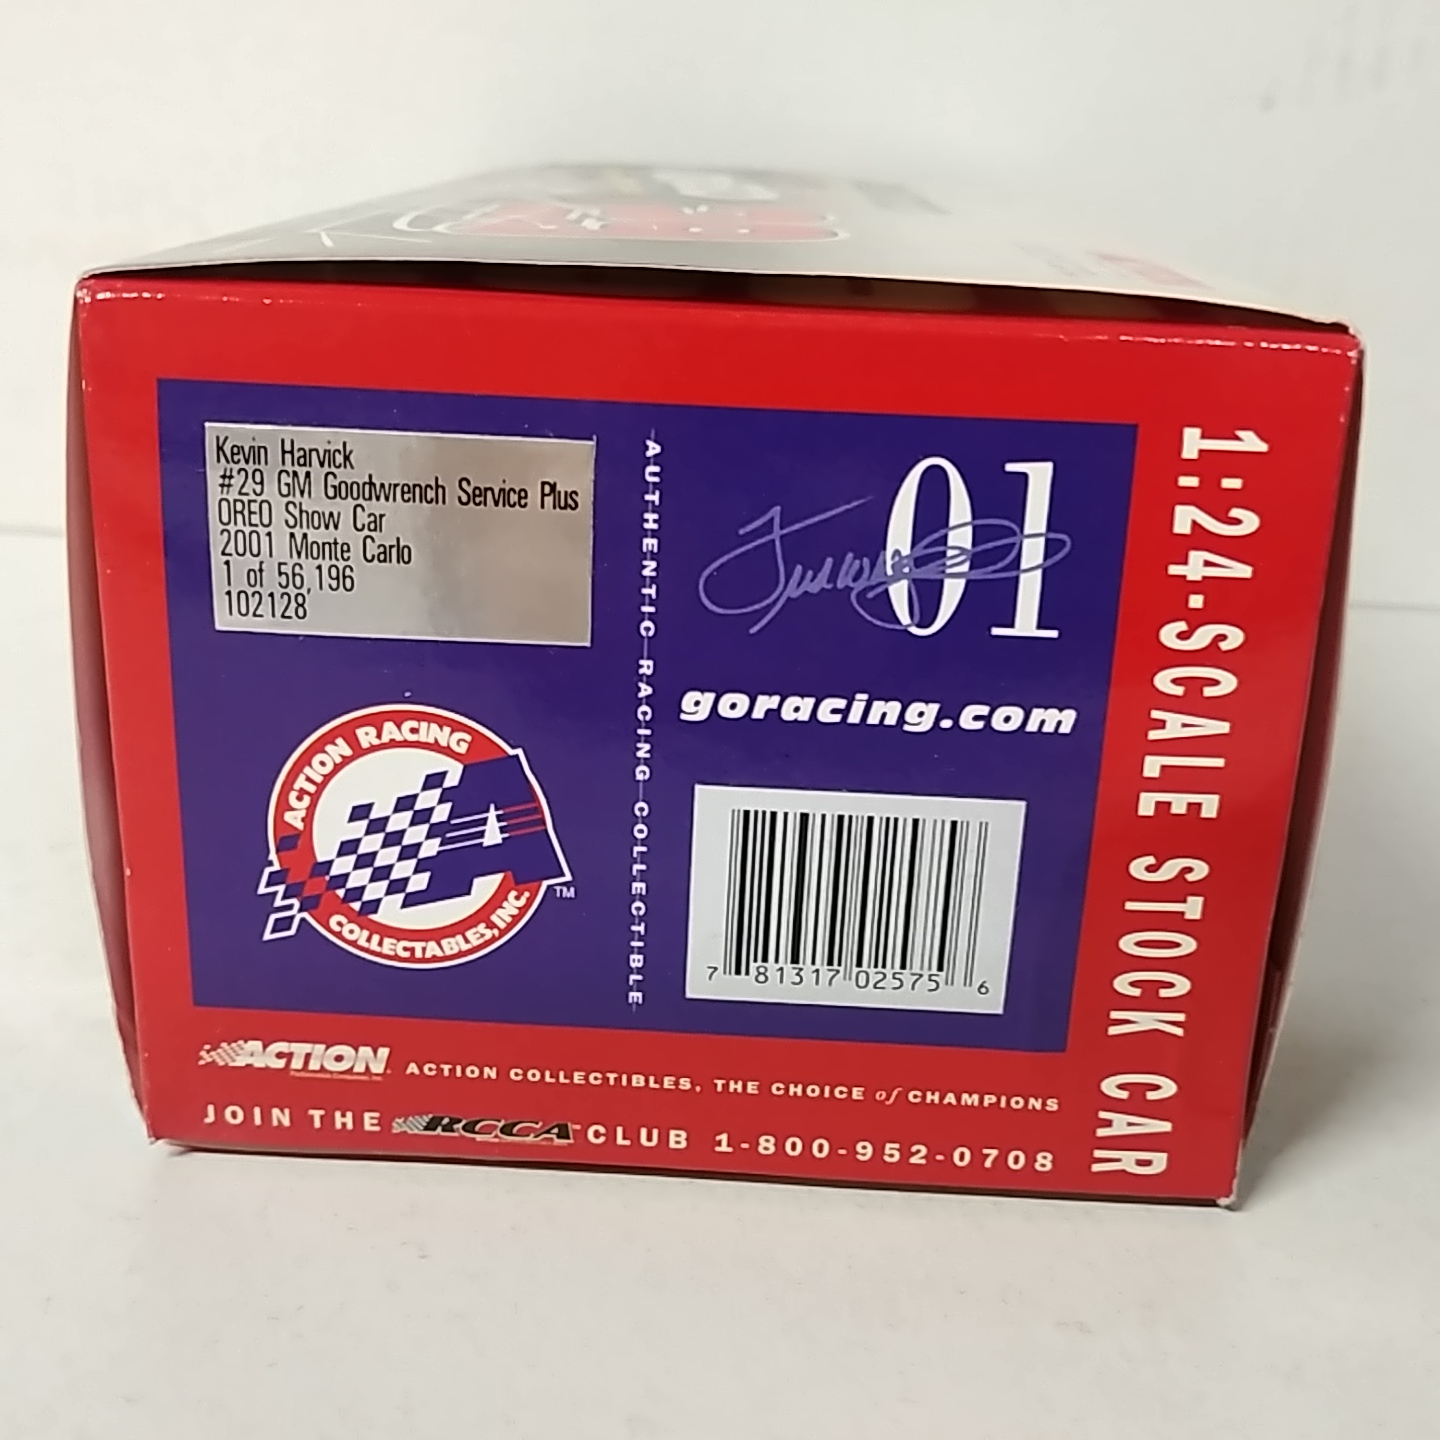 Kevin Harvick
#29 GM Goodwrench Service Plus
OREO Show Car
2001 Monte Carlo
1 of 56,196
102128
ACTION RACING
COLLECTABLES, INC.
TM
AUTHENTIC RACING COLLECTIBLE
01
goracing.com
7 81317 02575 6
1:24-SCALE STOCK CAR
ACTION
ACTION COLLECTIBLES, THE CHOICE of CHAMPIONS
JOIN THE RCCA CLUB 1-800-952-0708